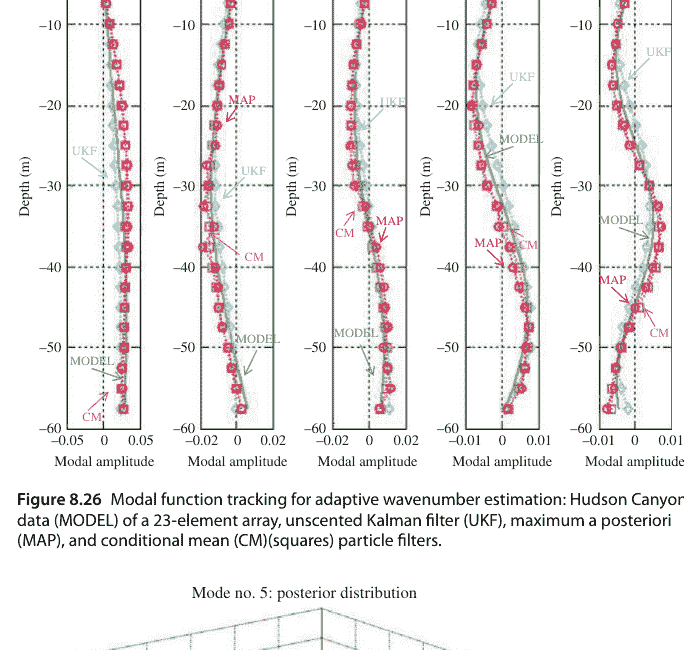 −10
−20
−30
−40
−50
−60
Depth (m)
UKF
MODEL
CM
−0.05
0
0.05
Modal amplitude
−10
−20
−30
−40
−50
−60
Depth (m)
MAP
UKF
CM
MODEL
−0.02
0
0.02
Modal amplitude
−10
−20
−30
−40
−50
−60
Depth (m)
UKF
CM
MAP
MODEL
−0.02
0
0.02
Modal amplitude
−10
−20
−30
−40
−50
−60
Depth (m)
UKF
MODEL
CM
MAP
−0.01
0
0.01
Modal amplitude
−10
−20
−30
−40
−50
−60
Depth (m)
UKF
MODEL
MAP
CM
−0.01
0
0.01
Modal amplitude
Figure 8.26 Modal function tracking for adaptive wavenumber estimation: Hudson Canyon
data (MODEL) of a 23-element array, unscented Kalman filter (UKF), maximum a posteriori
(MAP), and conditional mean (CM)(squares) particle filters.
Mode no. 5: posterior distribution